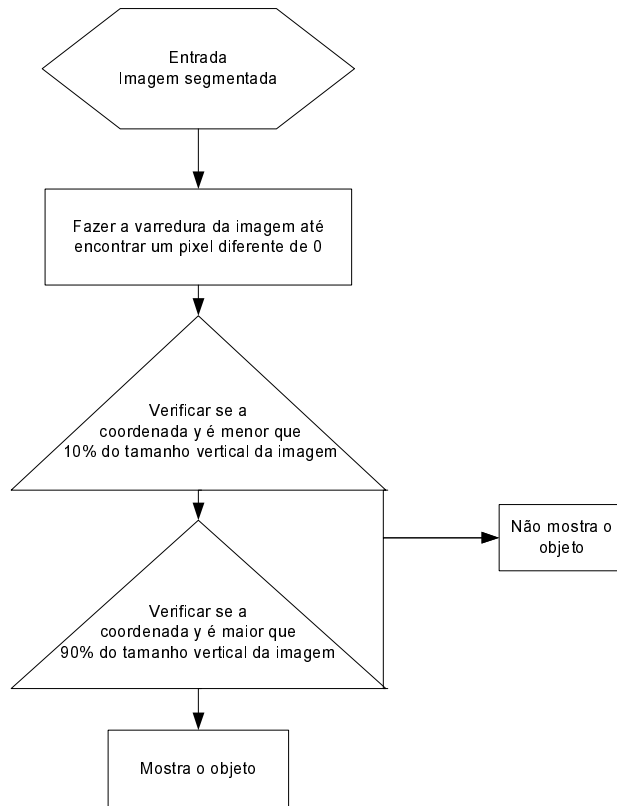 Entrada
Imagem segmentada
Fazer a varredura da imagem até
encontrar um pixel diferente de 0
Verificar se a
coordenada y é menor que
10% do tamanho vertical da imagem
Não mostra o
objeto
Verificar se a
coordenada y é maior que
90% do tamanho vertical da imagem
Mostra o objeto